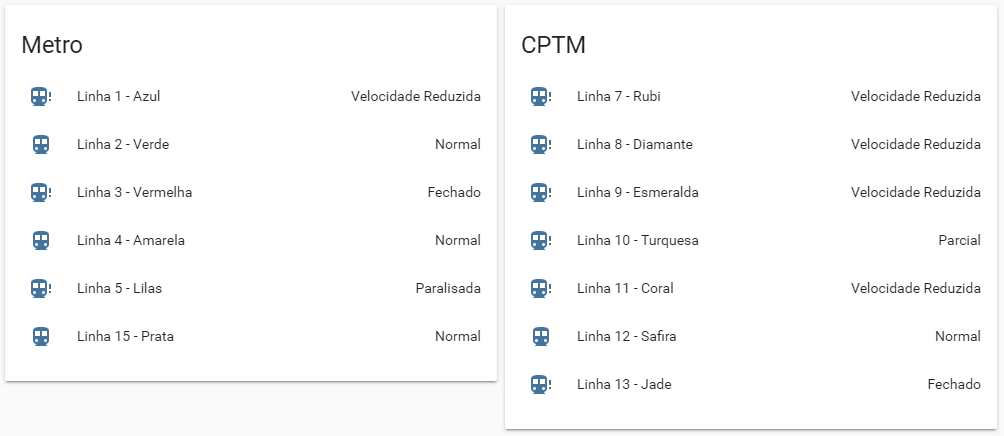 Metro
Linha 1 - Azul Velocidade Reduzida
Linha 2 - Verde Normal
Linha 3 - Vermelha Fechado
Linha 4 - Amarela Normal
Linha 5 - Lilas Paralisada
Linha 15 - Prata Normal
CPTM
Linha 7 - Rubi Velocidade Reduzida
Linha 8 - Diamante Velocidade Reduzida
Linha 9 - Esmeralda Velocidade Reduzida
Linha 10 - Turquesa Parcial
Linha 11 - Coral Velocidade Reduzida
Linha 12 - Safira Normal
Linha 13 - Jade Fechado